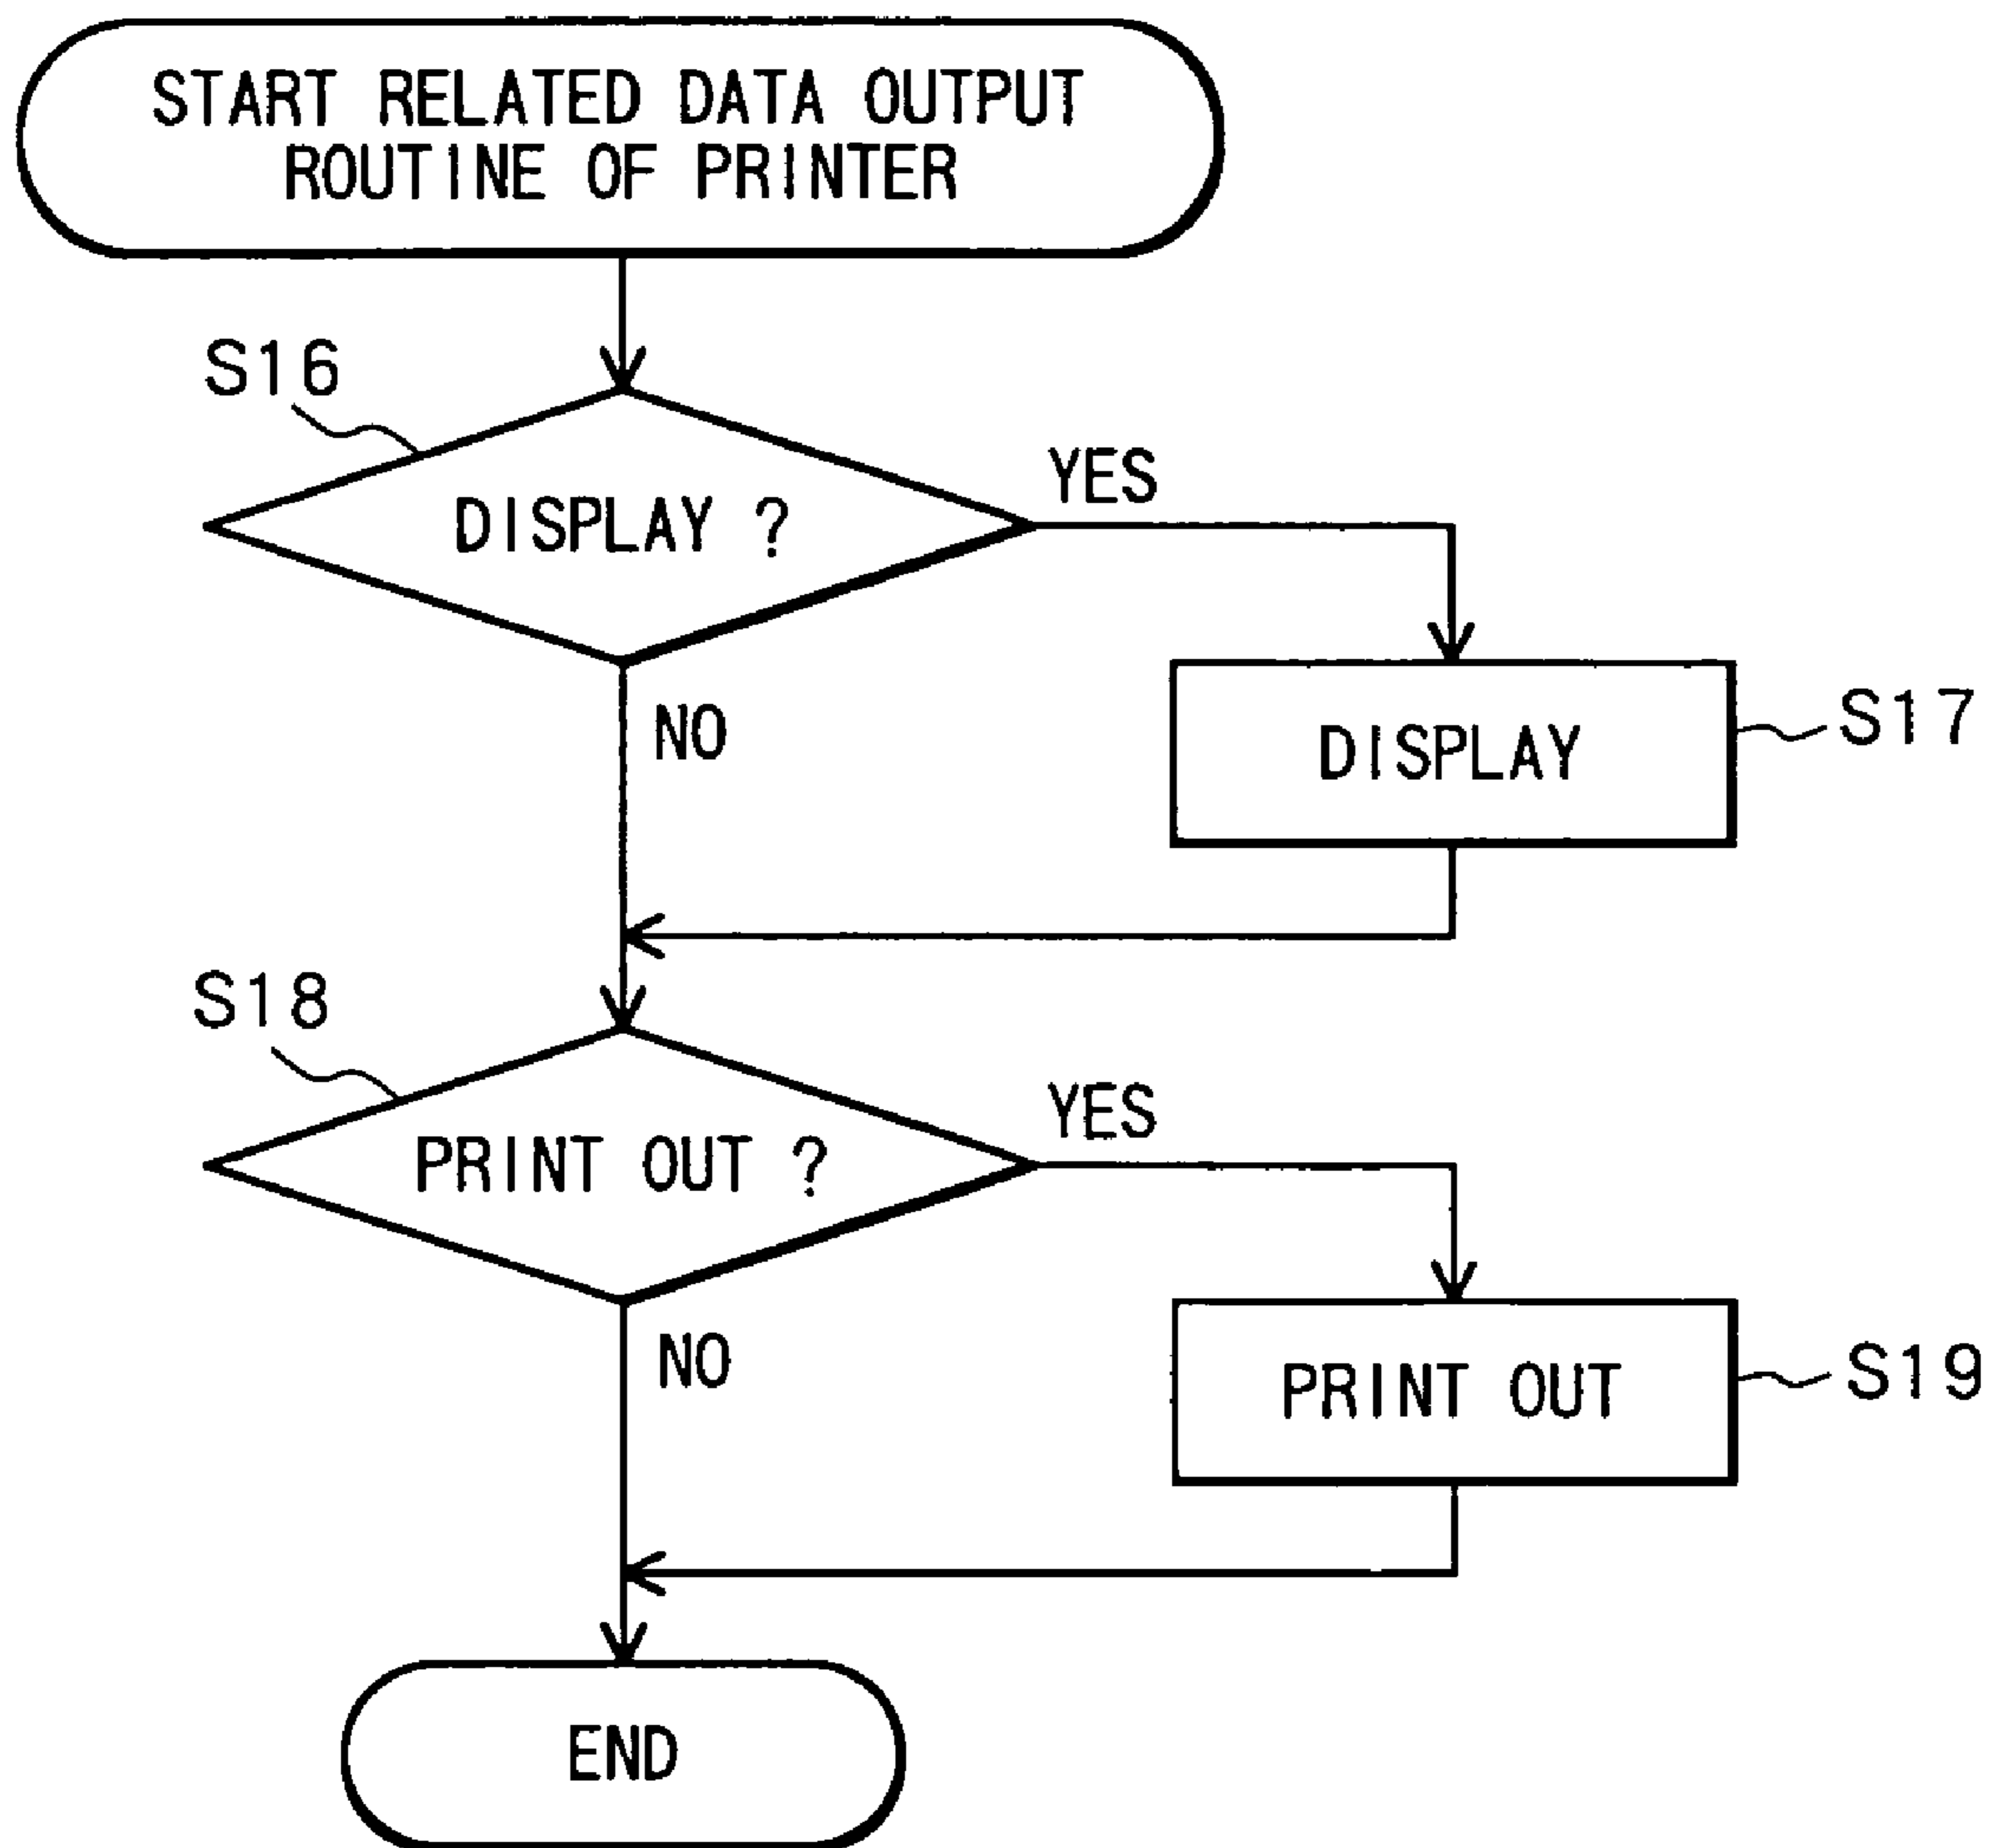 START RELATED DATA OUTPUT
ROUTINE OF PRINTER
S16
DISPLAY ?
YES
NO
DISPLAY
S17
S18
PRINT OUT ?
YES
NO
PRINT OUT
S19
END